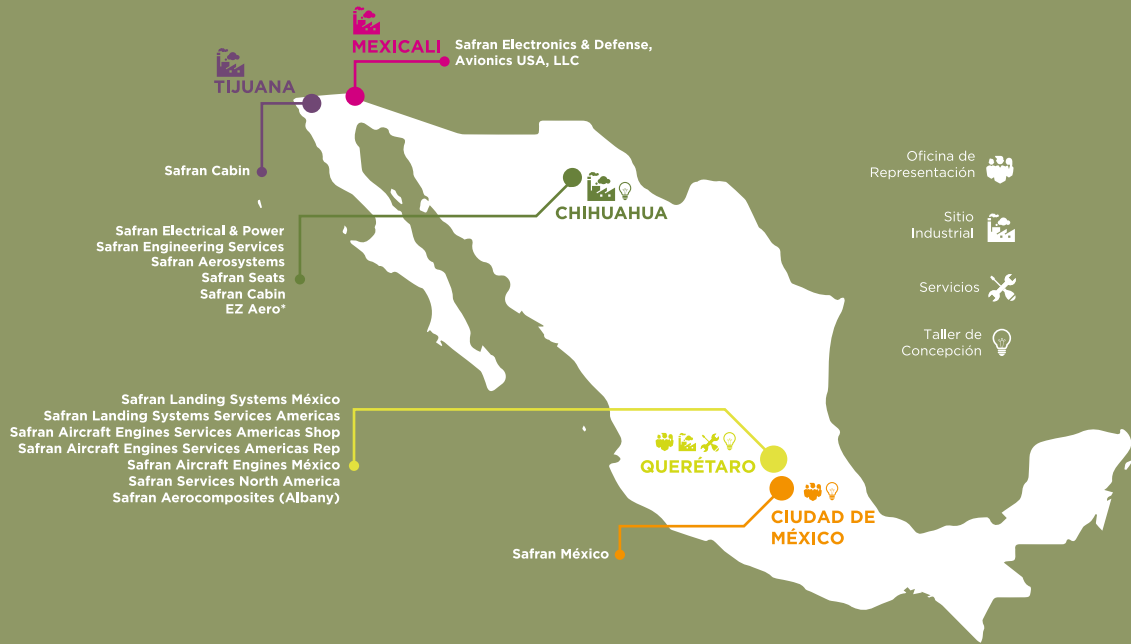 MEXICALI
Safran Electronics & Defense,
Avionics USA, LLC
TIJUANA
Safran Cabin
CHIHUAHUA
Safran Electrical & Power
Safran Engineering Services
Safran Aerosystems
Safran Seats
Safran Cabin
EZ Aero*
Oficina de
Representación
Sitio
Industrial
Servicios
Taller de
Concepción
Safran Landing Systems México
Safran Landing Systems Services Americas
Safran Aircraft Engines Services Americas Shop
Safran Aircraft Engines Services Americas Rep
Safran Aircraft Engines México
Safran Services North America
Safran Aerocomposites (Albany)
QUERÉTARO
CIUDAD DE
MÉXICO
Safran México